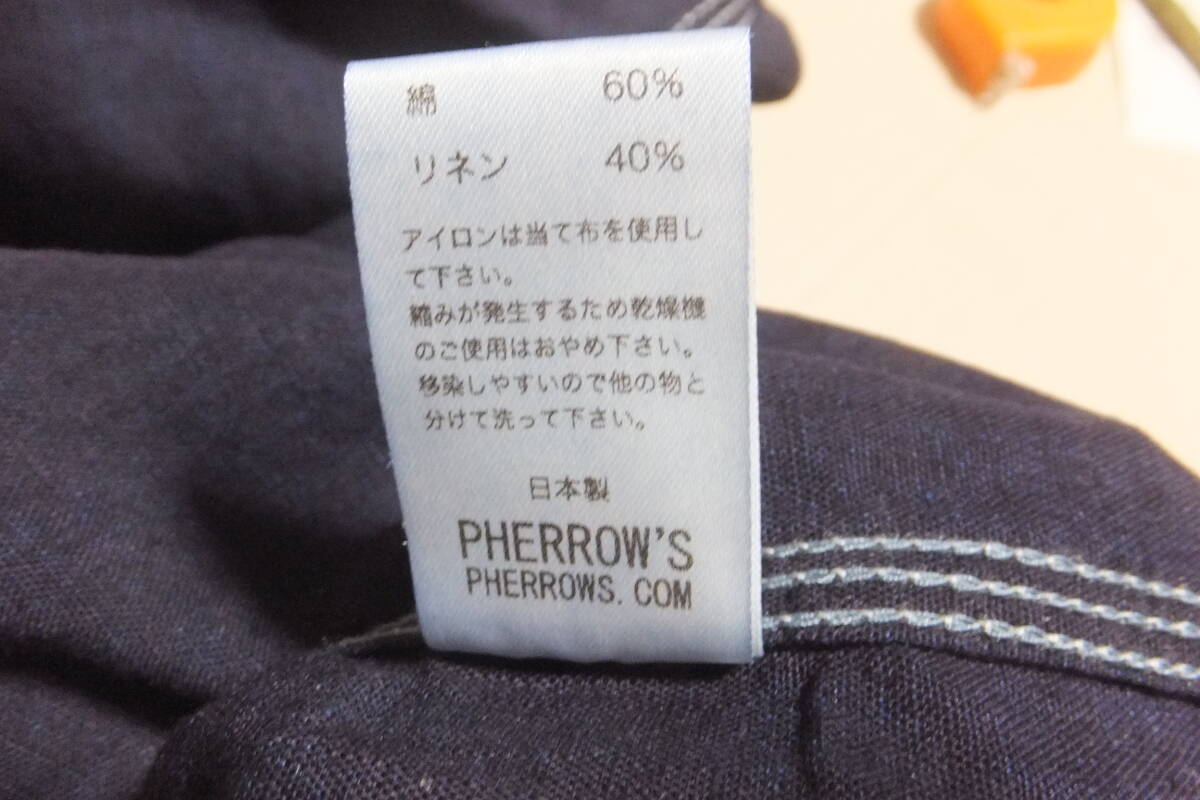 綿 60%
リネン 40%
アイロンは当て布を使用し
て下さい。
縮みが発生するため乾燥機
のご使用はおやめ下さい。
移染しやすいので他の物と
分けて洗って下さい。
日本製
PHERROW'S
PHERROWS.COM